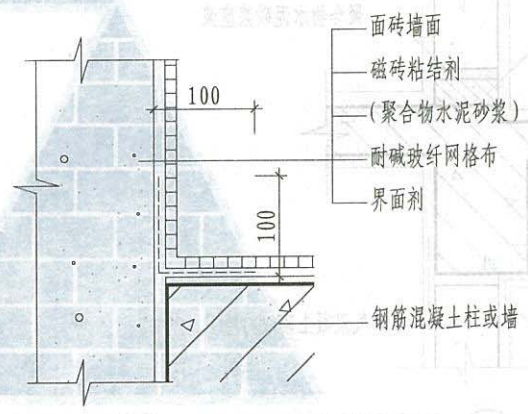 面砖墙面
磁砖粘结剂
(聚合物水泥砂浆)
耐碱玻纤网格布
界面剂
100
100
钢筋混凝土柱或墙